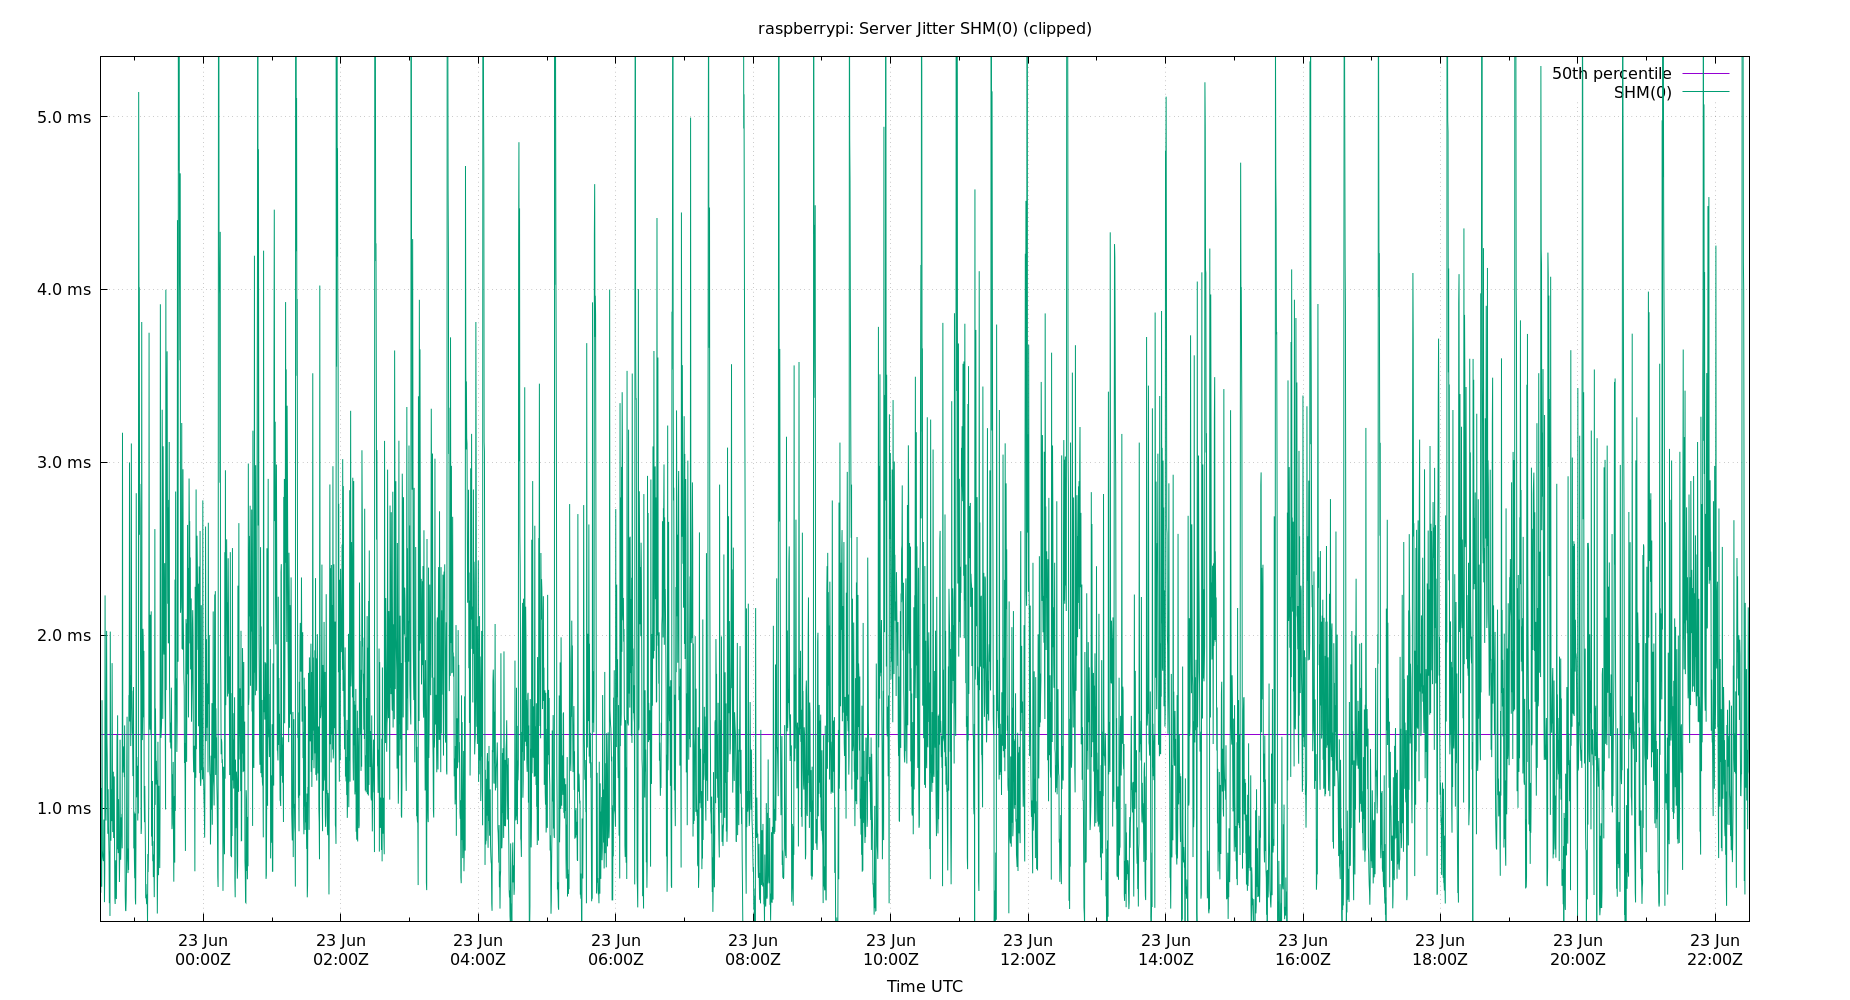 raspberrypi: Server Jitter SHM(0) (clipped)
50th percentile
SHM(0)
5.0 ms
4.0 ms
3.0 ms
2.0 ms
1.0 ms
23 Jun 23 Jun 23 Jun 23 Jun 23 Jun 23 Jun 23 Jun 23 Jun 23 Jun 23 Jun 23 Jun 23 Jun
00:00Z 02:00Z 04:00Z 06:00Z 08:00Z 10:00Z 12:00Z 14:00Z 16:00Z 18:00Z 20:00Z 22:00Z
Time UTC